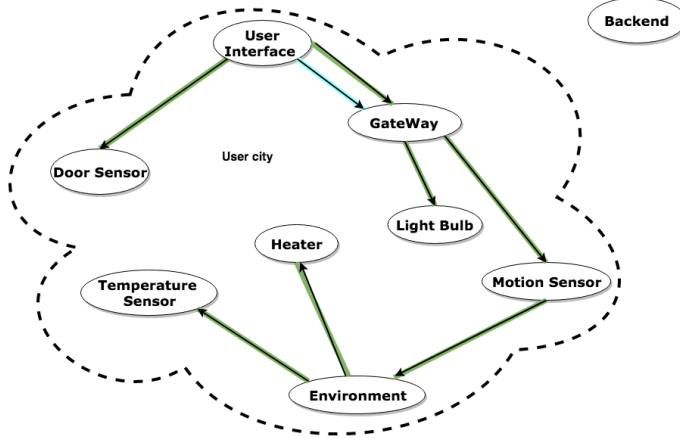 Backend
User
Interface
GateWay
User city
Door Sensor
Light Bulb
Heater
Temperature
Sensor
Motion Sensor
Environment